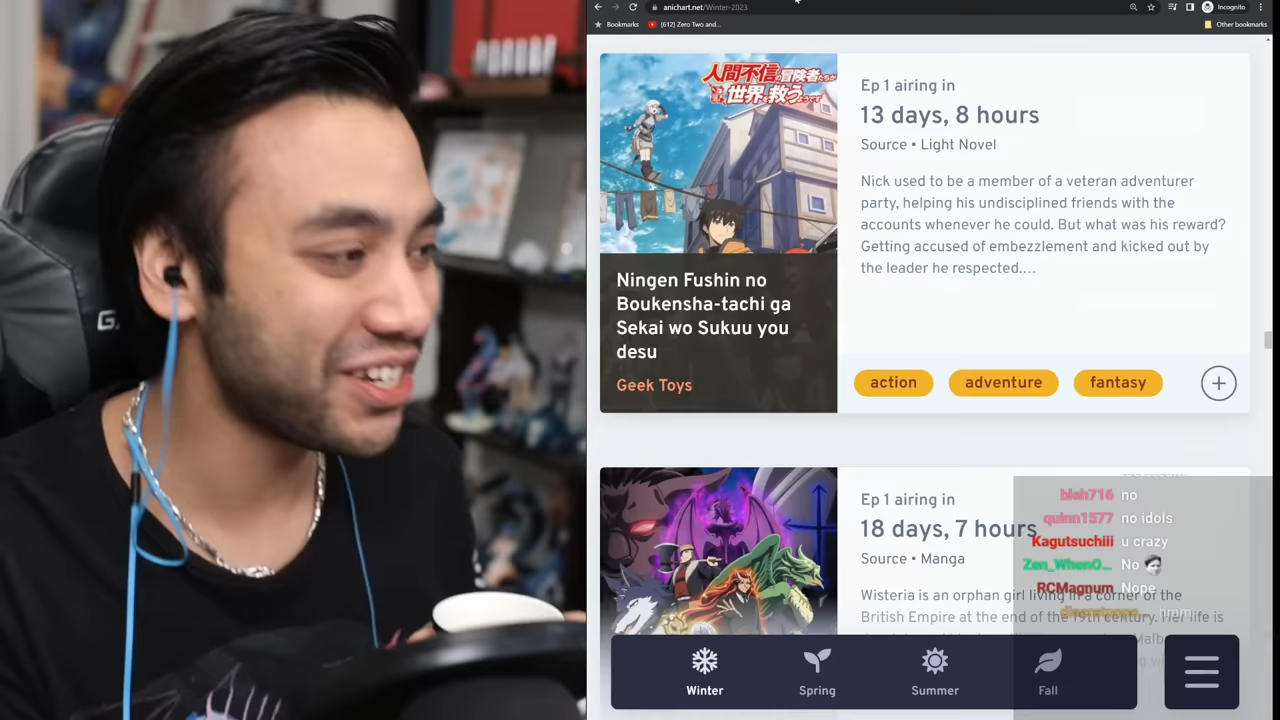 anichart.net/Winter-2023
Incognito
Bookmarks
(612) Zero Two and...
Other bookmarks
人間不信の冒険者たちが
世界を救うようです
Ep 1 airing in
13 days, 8 hours
Source • Light Novel
Nick used to be a member of a veteran adventurer
party, helping his undisciplined friends with the
accounts whenever he could. But what was his reward?
Getting accused of embezzlement and kicked out by
the leader he respected....
Ningen Fushin no
Boukensha-tachi ga
Sekai wo Sukuu you
desu
Geek Toys
action
adventure
fantasy
Ep 1 airing in
18 days, 7 hours
Source • Manga
Wisteria is an orphan girl living in a corner of the
British Empire at the end of the 19th century. Her life is
blah716 no
quinn1577 no idols
Kagutsuchiii u crazy
Zen_WhenO... No
RCMagnum Nope
hmm
Winter
Spring
Summer
Fall
G